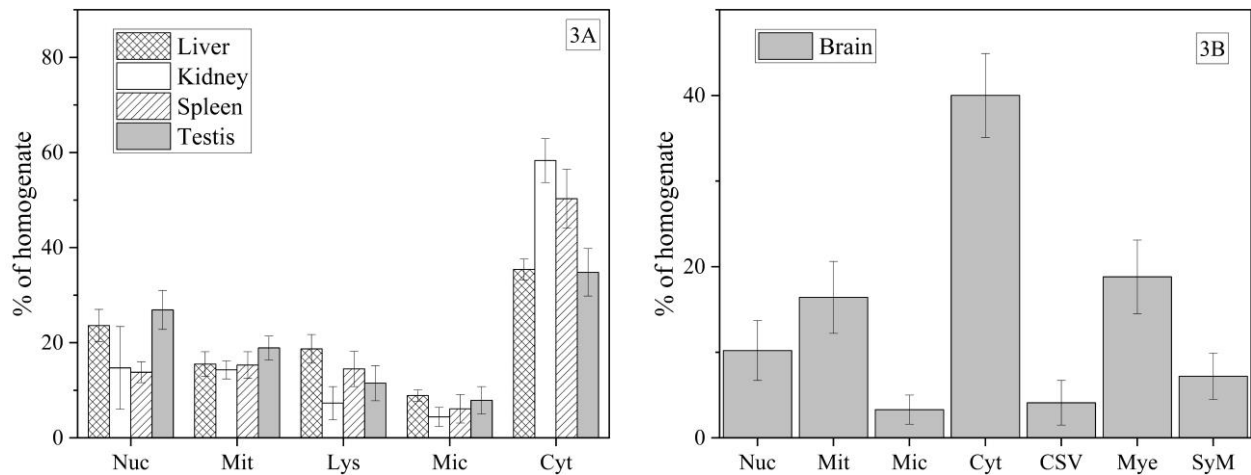 3A
Liver
Kidney
Spleen
Testis
% of homogenate
80
60
40
20
0
Nuc Mit Lys Mic Cyt
3B
Brain
% of homogenate
40
20
0
Nuc Mit Mic Cyt CSV Mye SyM